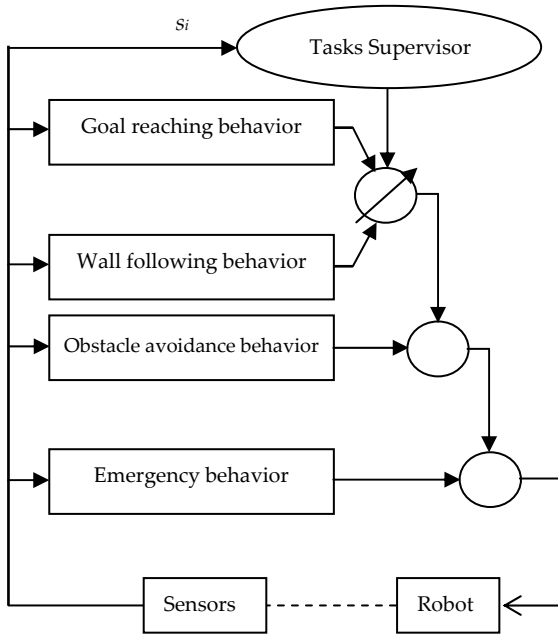 si
Tasks Supervisor
Goal reaching behavior
Wall following behavior
Obstacle avoidance behavior
Emergency behavior
Sensors
Robot